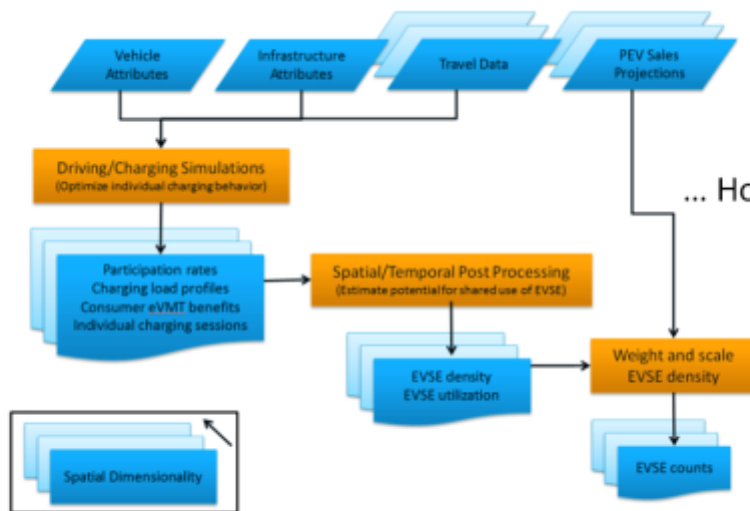 Vehicle
Attributes
Infrastructure
Attributes
Travel Data
PEV Sales
Projections
Driving/Charging Simulations
(Optimize individual charging behavior)
... Ho
Participation rates
Charging load profiles
Consumer eVMT benefits
Individual charging sessions
Spatial/Temporal Post Processing
(Estimate potential for shared use of EVSE)
EVSE density
EVSE utilization
Weight and scale
EVSE density
Spatial Dimensionality
EVSE counts